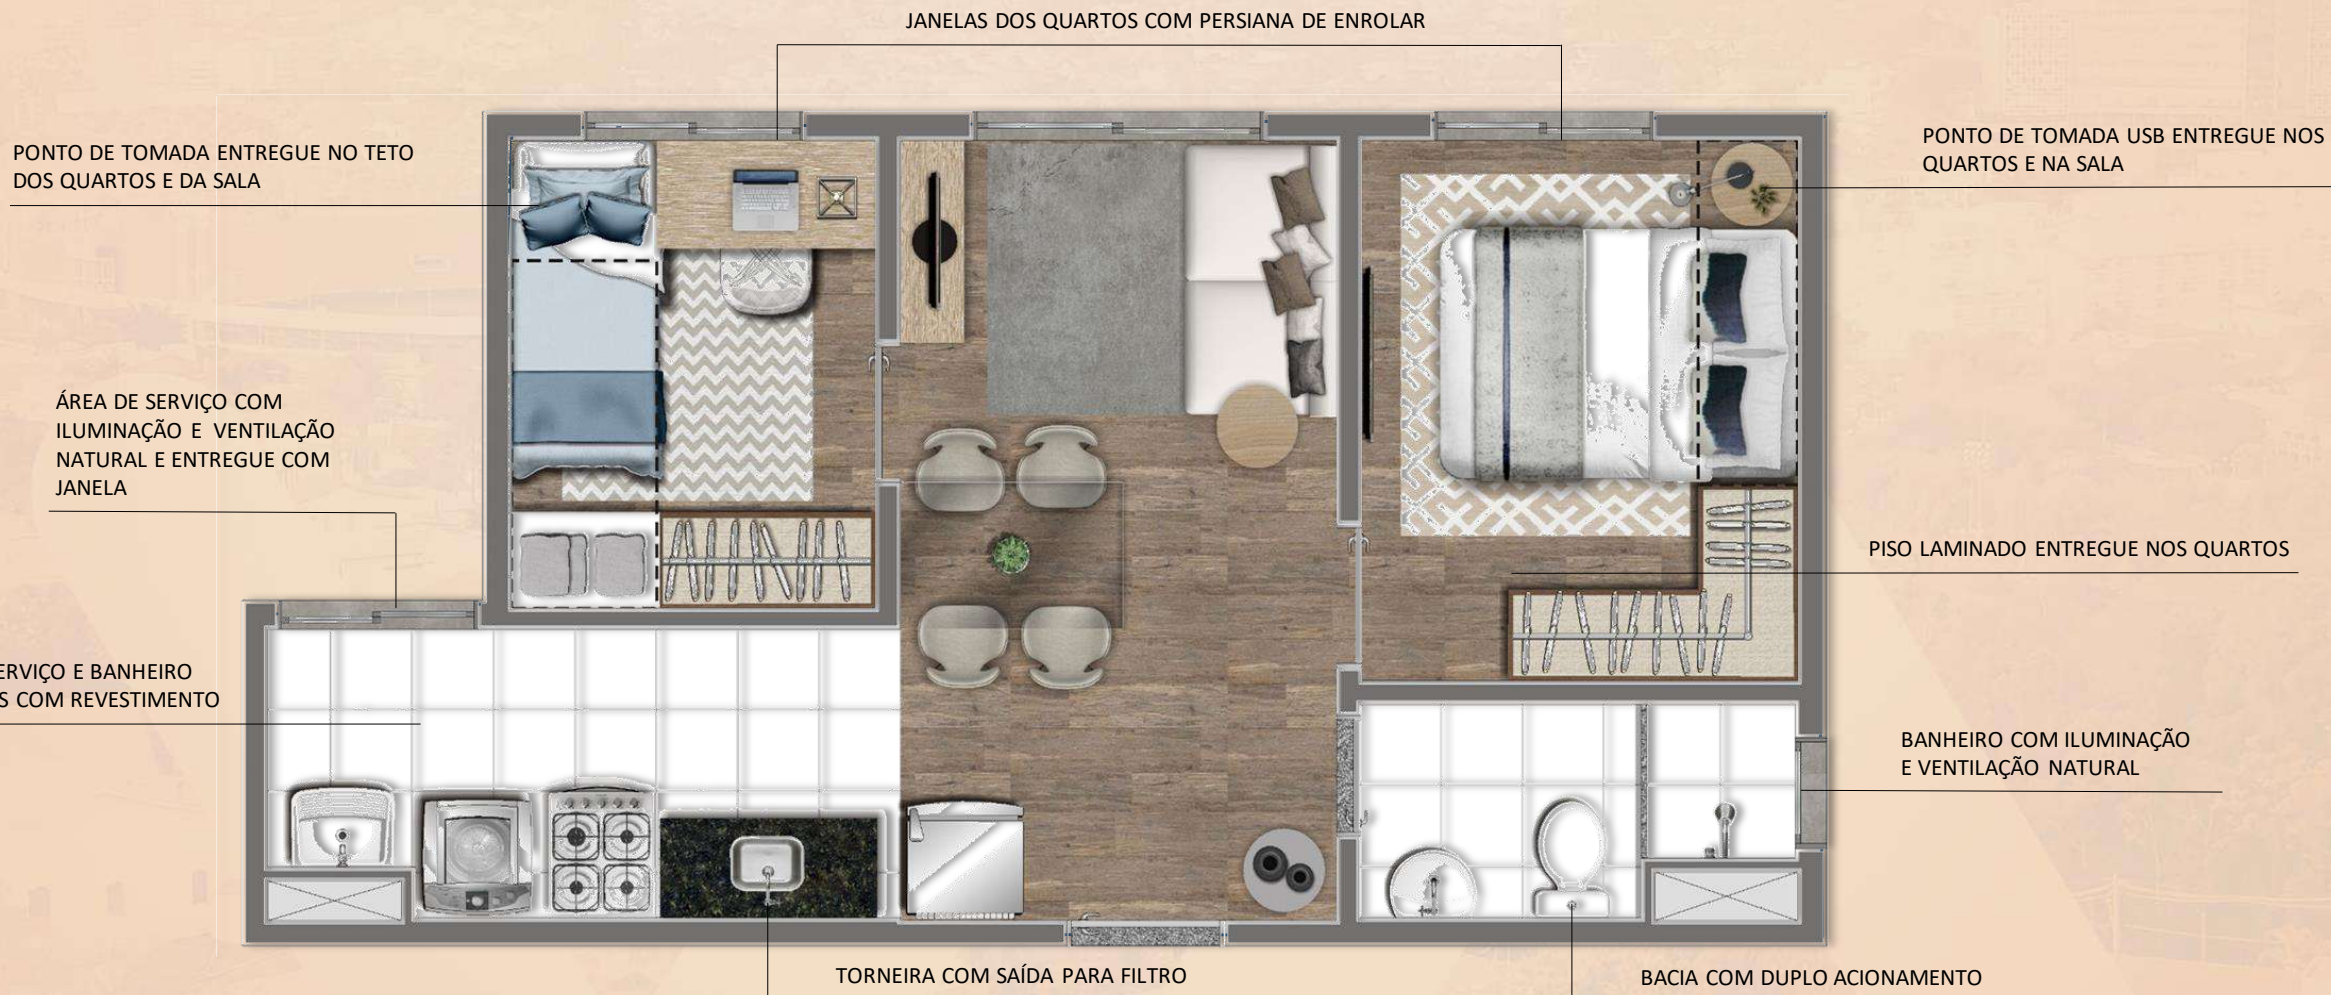 JANELAS DOS QUARTOS COM PERSIANA DE ENROLAR
PONTO DE TOMADA ENTREGUE NO TETO
DOS QUARTOS E DA SALA
PONTO DE TOMADA USB ENTREGUE NOS
QUARTOS E NA SALA
ÁREA DE SERVIÇO COM
ILUMINAÇÃO E VENTILAÇÃO
NATURAL E ENTREGUE COM
JANELA
PISO LAMINADO ENTREGUE NOS QUARTOS
ERVIÇO E BANHEIRO
S COM REVESTIMENTO
BANHEIRO COM ILUMINAÇÃO
E VENTILAÇÃO NATURAL
TORNEIRA COM SAÍDA PARA FILTRO
BACIA COM DUPLO ACIONAMENTO